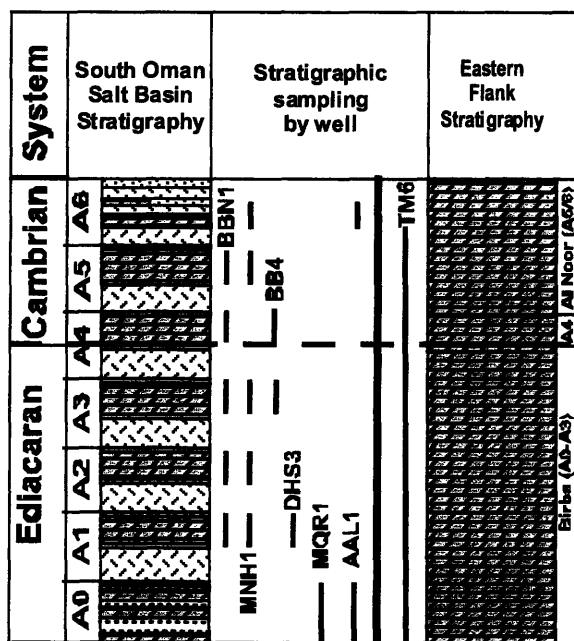 System
South Oman
Salt Basin
Stratigraphy
Stratigraphic
sampling
by well
Eastern
Flank
Stratigraphy
Cambrian
Ediacaran
A6
A5
A4
A4
A3
A2
A1
A0
BBN1
BB4
TM6
DHS3
MNH1
MQR1
AAL1
A4
Al Noor (A5/6)
Birba (A0-A3)